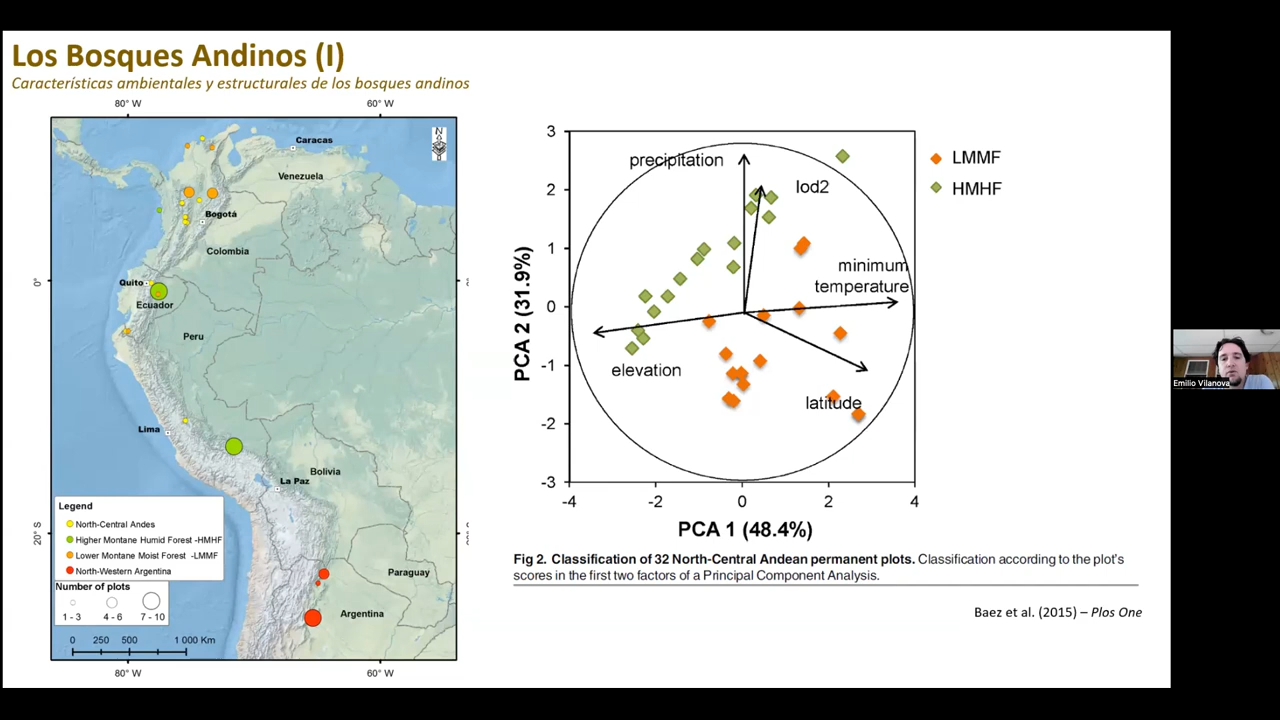 Los Bosques Andinos (I)
Características ambientales y estructurales de los bosques andinos
80° W
60° W
N
Caracas
Venezuela
Bogotá
Colombia
0°
Quito
Ecuador
Peru
Lima
Bolivia
La Paz
20° S
Paraguay
Argentina
Legend
North-Central Andes
Higher Montane Humid Forest -HMHF
Lower Montane Moist Forest -LMMF
North-Western Argentina
Number of plots
1 - 3
4 - 6
7 - 10
0
250
500
1 000 Km
80° W
60° W
3
2
1
0
-1
-2
-3
PCA 2 (31.9%)
precipitation
lod2
minimum
temperature
elevation
latitude
-4
-2
0
2
4
PCA 1 (48.4%)
LMMF
HMHF
Fig 2. Classification of 32 North-Central Andean permanent plots. Classification according to the plot's
scores in the first two factors of a Principal Component Analysis.
Baez et al. (2015) – Plos One
Emilio Vilanova